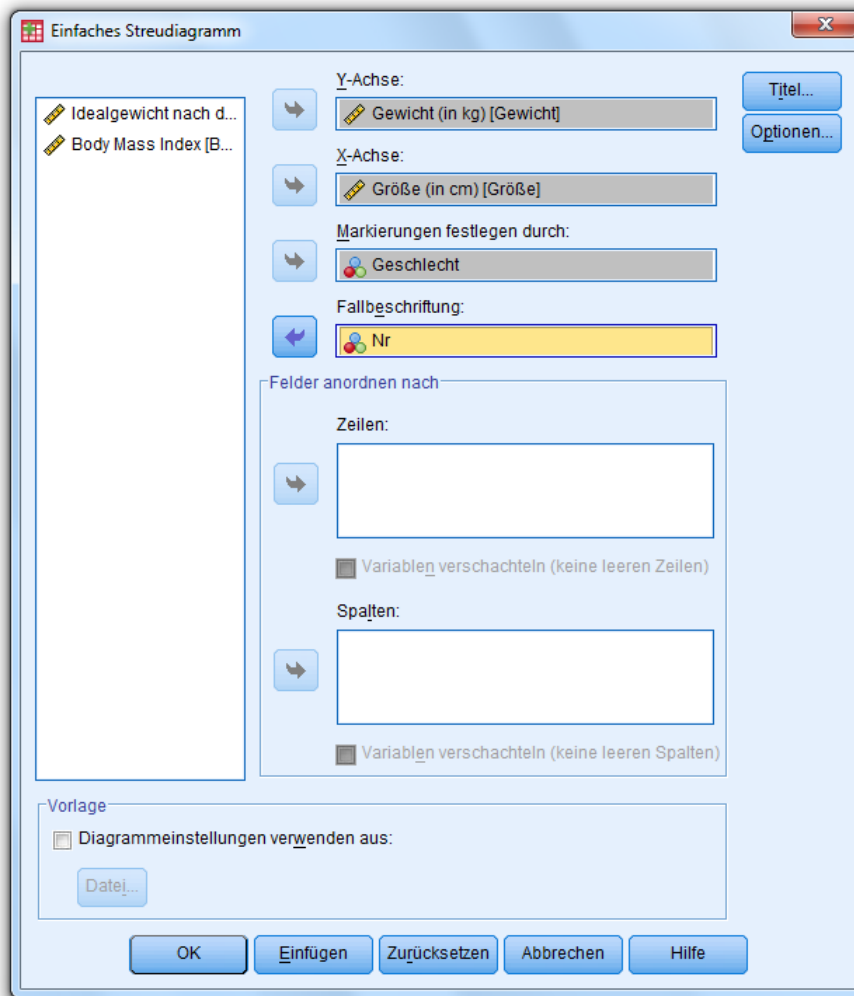 Einfaches Streudiagramm
Idealgewicht nach d...
Body Mass Index [B...
Y-Achse:
Gewicht (in kg) [Gewicht]
X-Achse:
Größe (in cm) [Größe]
Markierungen festlegen durch:
Geschlecht
Fallbeschriftung:
Nr
Titel...
Optionen...
Felder anordnen nach
Zeilen:
Variablen verschachteln (keine leeren Zeilen)
Spalten:
Variablen verschachteln (keine leeren Spalten)
Vorlage
Diagrammeinstellungen verwenden aus:
Datei...
OK Einfügen Zurücksetzen Abbrechen Hilfe